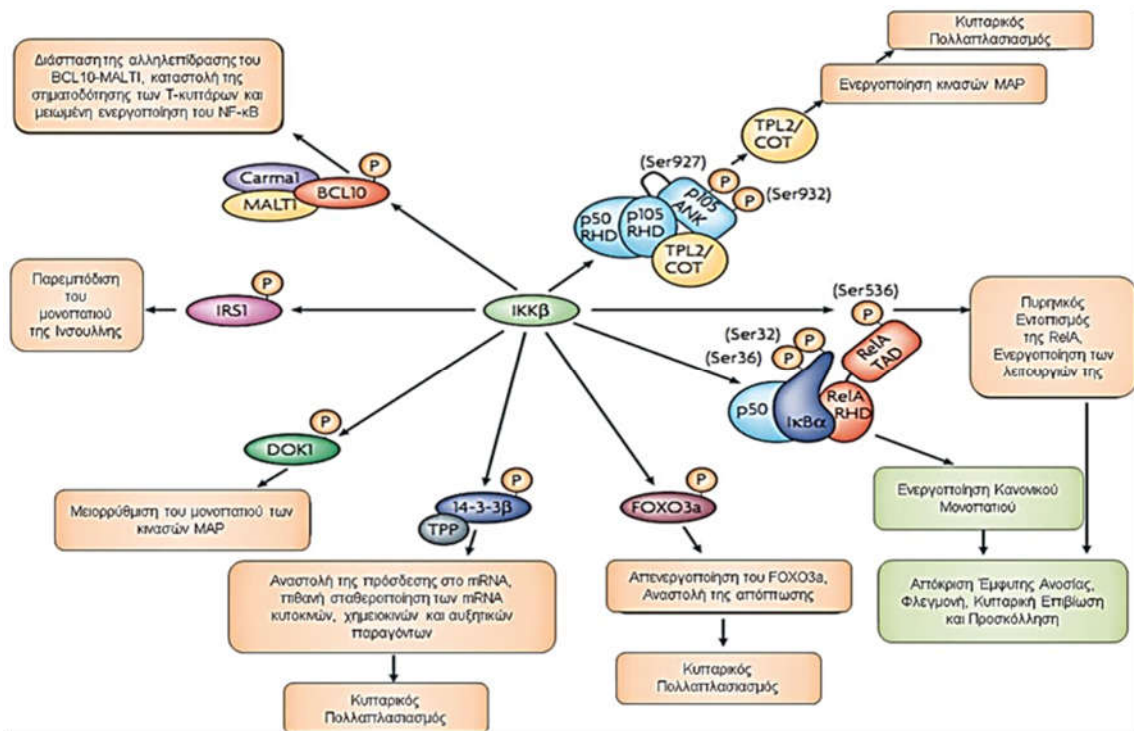 Κυτταρικός
Πολλαπλασιασμός
Ενεργοποίηση κινασών MAP
Διάσπαση της αλληλεπίδρασης του
BCL10-MALTI, καταστολή της
σηματοδότησης των Τ-κυττάρων και
μειωμένη ενεργοποίηση του NF-κB
TPL2/
COT
(Ser927)
P
P
(Ser932)
P
Carma1
BCL10
MALT1
p105
ANK
p50
RHD
p105
RHD
TPL2/
COT
Παρεμπόδιση
του
μονοπατιού
της Ινσουλίνης
P
IRS1
IKKβ
(Ser536)
P
RelA
TAD
(Ser32)
(Ser36)
P
P
p50
IκBα
RelA
RHD
Πυρηνικός
Εντοπισμός
της RelA,
Ενεργοποίηση των
λειτουργιών της
P
DOK1
Μειορρύθμιση του μονοπατιού των
κινασών MAP
P
14-3-3β
TPP
P
FOXO3a
Ενεργοποίηση Κανονικού
Μονοπατιού
Αναστολή της πρόσδεσης στο mRNA,
πιθανή σταθεροποίηση των mRNA
κυτοκινών, χημειοκινών και αυξητικών
παραγόντων
Απενεργοποίηση του FOXO3a,
Αναστολή της απόπτωσης
Απόκριση Έμφυτης Ανοσίας,
Φλεγμονή, Κυτταρική Επιβίωση
και Προσκόλληση
Κυτταρικός
Πολλαπλασιασμός
Κυτταρικός
Πολλαπλασιασμός